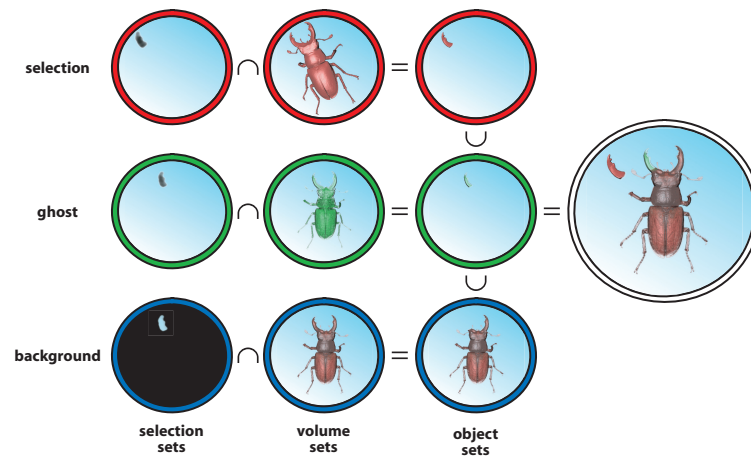 selection
ghost
background
selection
sets
volume
sets
object
sets